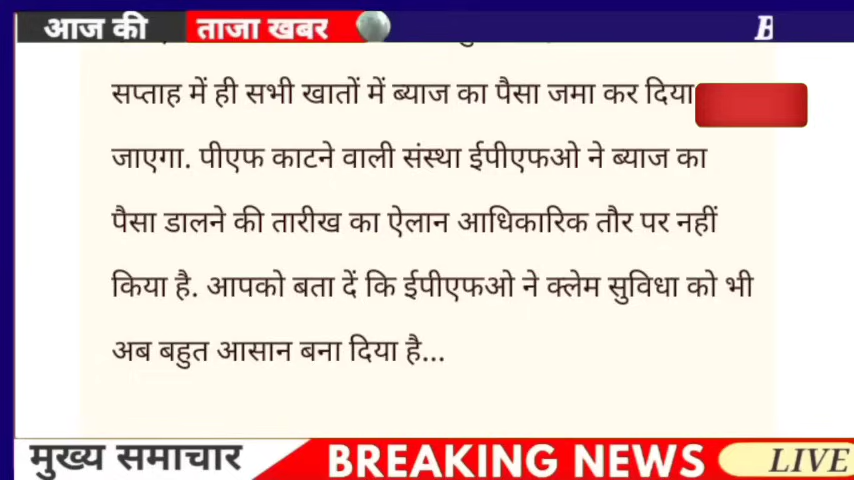 आज की ताजा खबर
सप्ताह में ही सभी खातों में ब्याज का पैसा जमा कर दिया
जाएगा. पीएफ काटने वाली संस्था ईपीएफओ ने ब्याज का
पैसा डालने की तारीख का ऐलान आधिकारिक तौर पर नहीं
किया है. आपको बता दें कि ईपीएफओ ने क्लेम सुविधा को भी
अब बहुत आसान बना दिया है...
मुख्य समाचार BREAKING NEWS LIVE